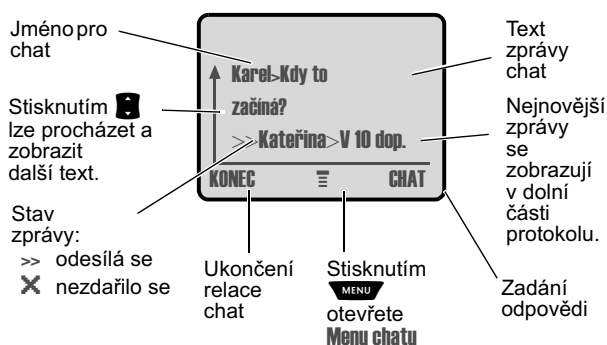 Jméno pro
chat
Stisknutím
lze procházet a
zobrazit
další text.
Stav
zprávy:
>> odesílá se
X nezdařilo se
Karel>Kdy to
začíná?
>>Kateřina>V 10 dop.
KONEC
CHAT
Ukončení
relace
chat
Stisknutím
MENU
otevřete
Menu chatu
Text
zprávy
chat
Nejnovější
zprávy
se
zobrazují
v dolní
části
protokolu.
Zadání
odpovědi